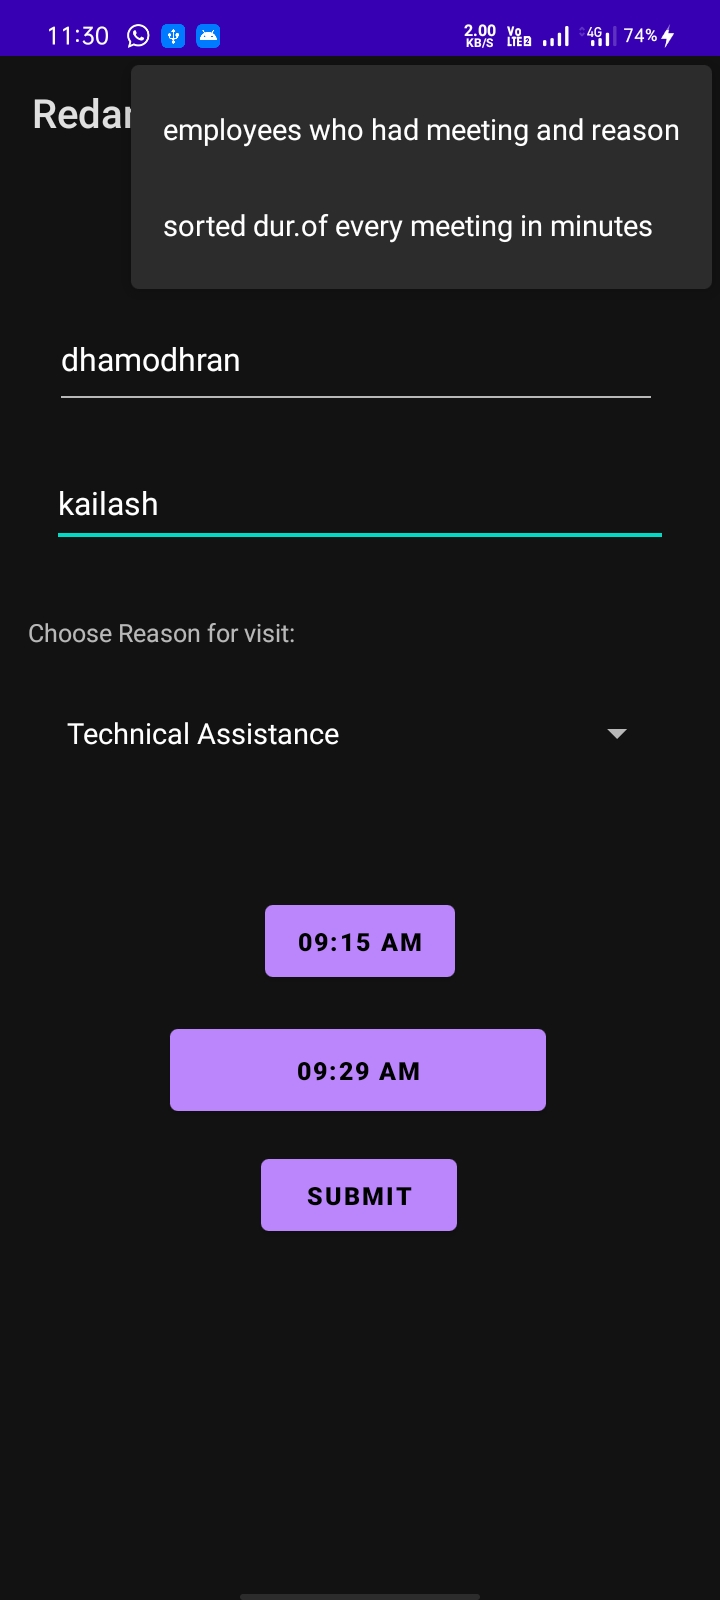 11:30 2.00 KB/S Vo LTE2 4G 74%
Redar
employees who had meeting and reason
sorted dur.of every meeting in minutes
dhamodhran
kailash
Choose Reason for visit:
Technical Assistance
09:15 AM
09:29 AM
SUBMIT